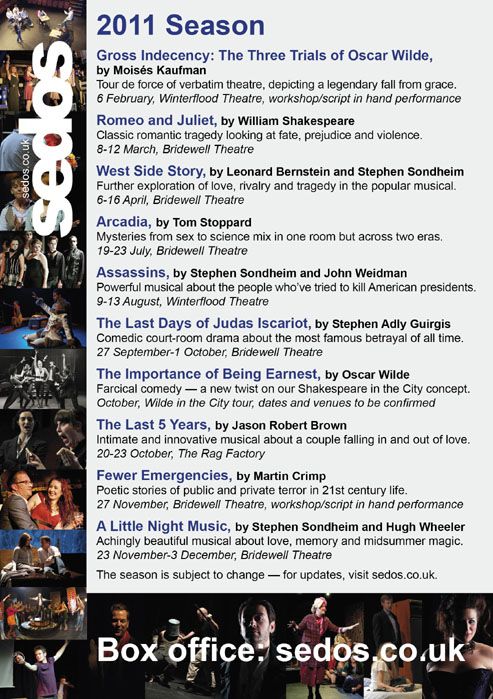 2011 Season
Gross Indecency: The Three Trials of Oscar Wilde,
by Moisés Kaufman
Tour de force of verbatim theatre, depicting a legendary fall from grace.
6 February, Winterflood Theatre, workshop/script in hand performance
Romeo and Juliet, by William Shakespeare
Classic romantic tragedy looking at fate, prejudice and violence.
8-12 March, Bridewell Theatre
West Side Story, by Leonard Bernstein and Stephen Sondheim
Further exploration of love, rivalry and tragedy in the popular musical.
6-16 April, Bridewell Theatre
Arcadia, by Tom Stoppard
Mysteries from sex to science mix in one room but across two eras.
19-23 July, Bridewell Theatre
Assassins, by Stephen Sondheim and John Weidman
Powerful musical about the people who've tried to kill American presidents.
9-13 August, Winterflood Theatre
The Last Days of Judas Iscariot, by Stephen Adly Guirgis
Comedic court-room drama about the most famous betrayal of all time.
27 September-1 October, Bridewell Theatre
The Importance of Being Earnest, by Oscar Wilde
Farcical comedy — a new twist on our Shakespeare in the City concept.
October, Wilde in the City tour, dates and venues to be confirmed
The Last 5 Years, by Jason Robert Brown
Intimate and innovative musical about a couple falling in and out of love.
20-23 October, The Rag Factory
Fewer Emergencies, by Martin Crimp
Poetic stories of public and private terror in 21st century life.
27 November, Bridewell Theatre, workshop/script in hand performance
A Little Night Music, by Stephen Sondheim and Hugh Wheeler
Achingly beautiful musical about love, memory and midsummer magic.
23 November-3 December, Bridewell Theatre
The season is subject to change — for updates, visit sedos.co.uk.
sedos
sedos.co.uk
Box office: sedos.co.uk